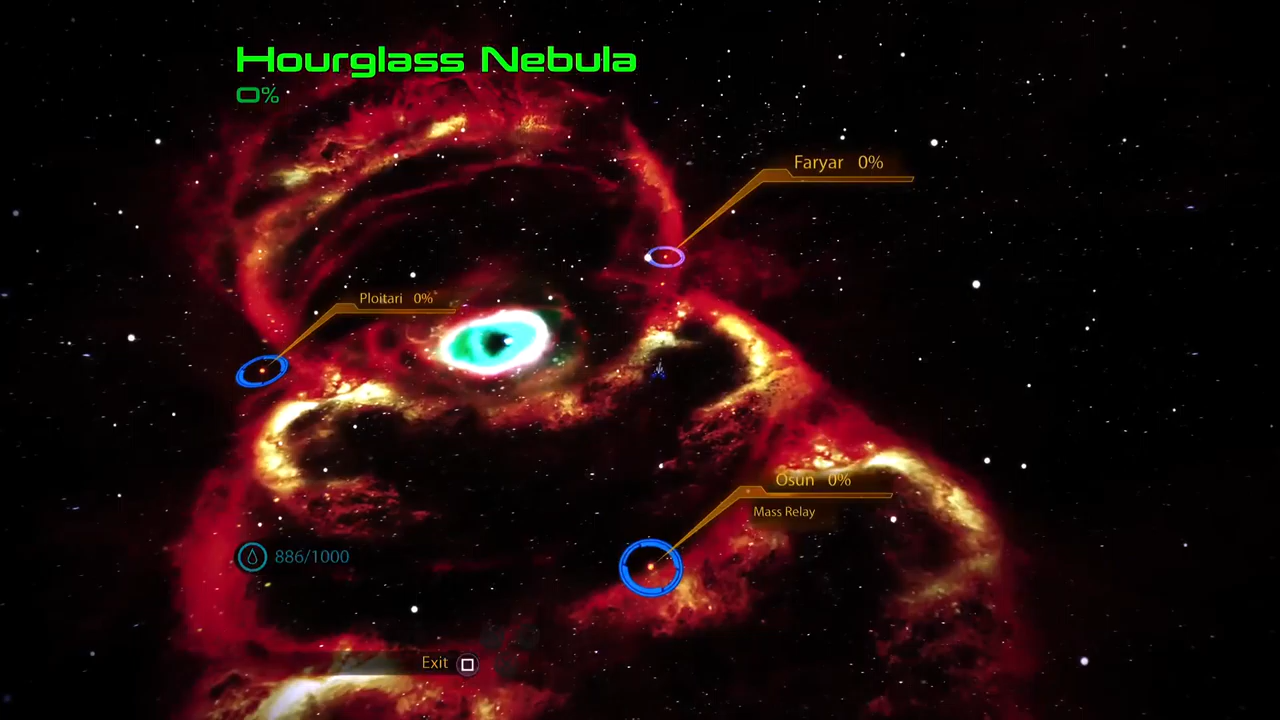 Hourglass Nebula
0%
Faryar 0%
Ploitari 0%
Osun 0%
Mass Relay
886/1000
Exit